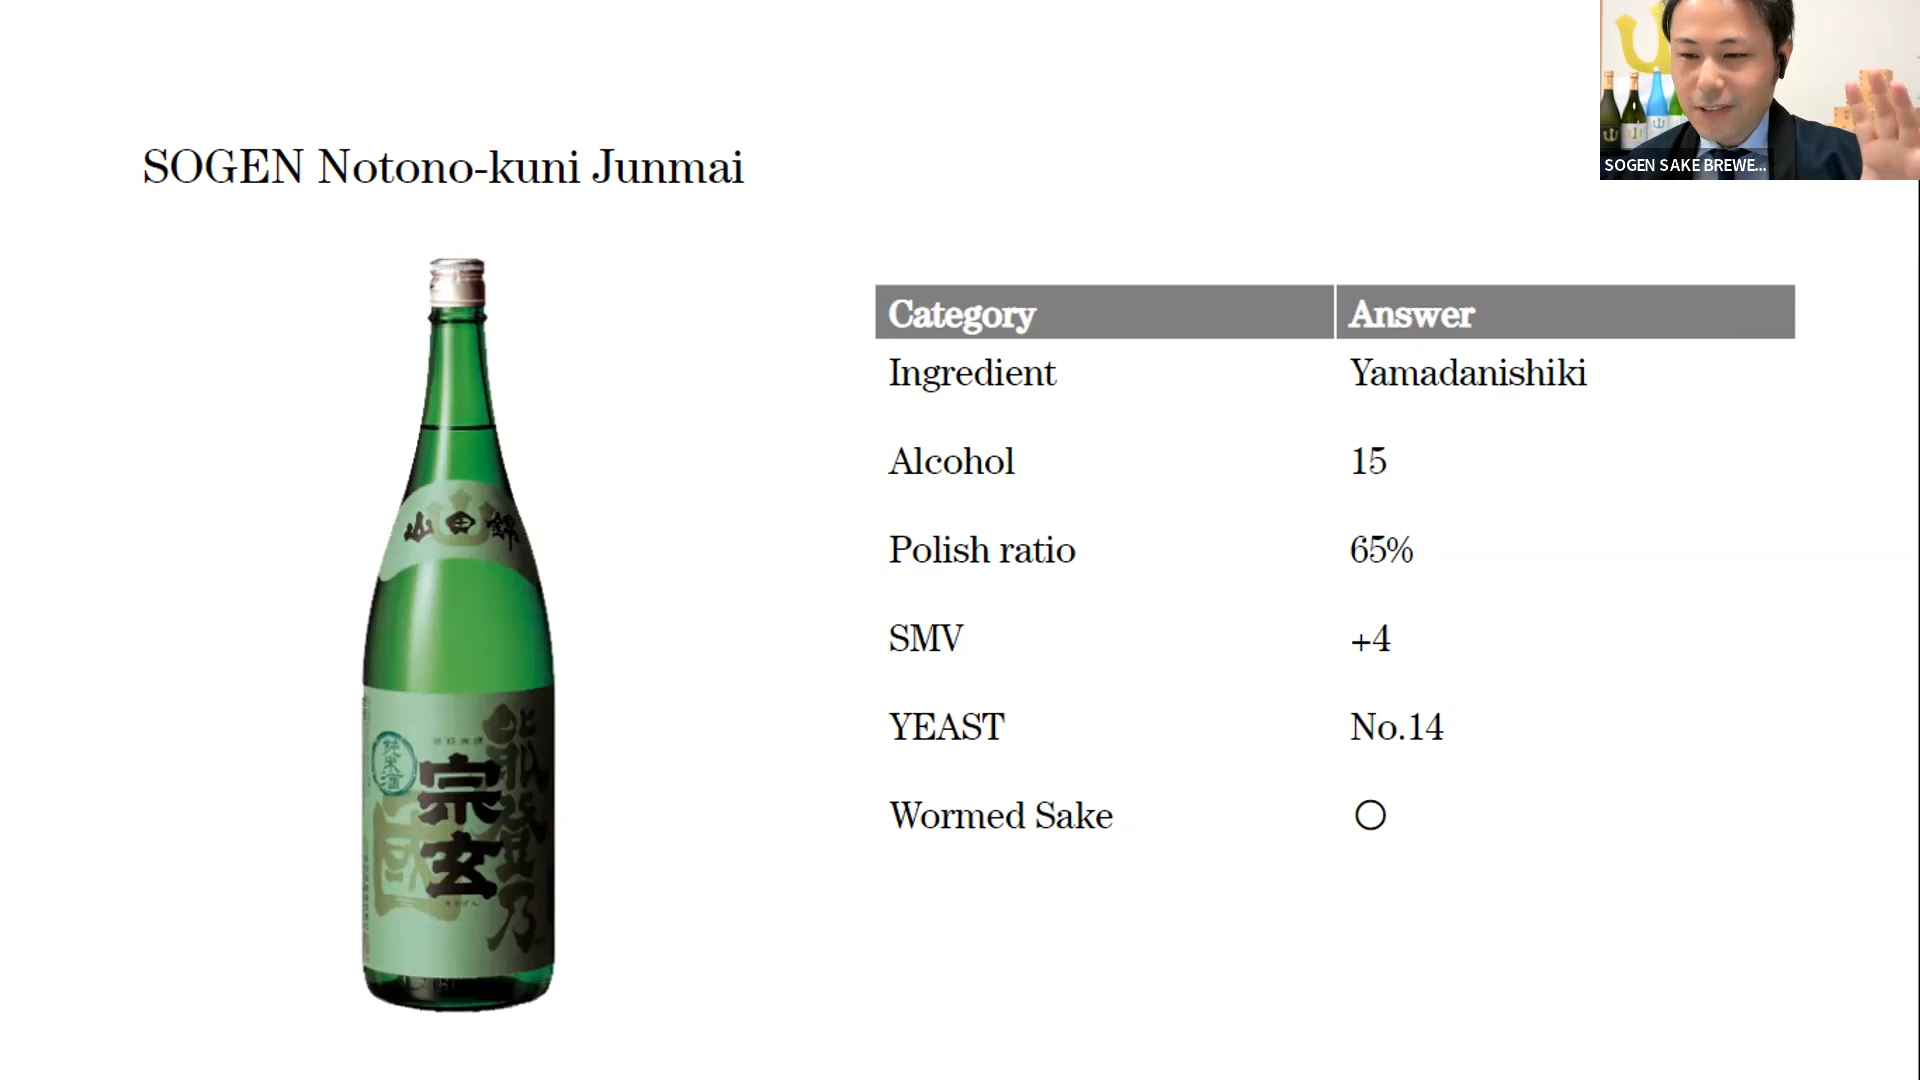 SOGEN SAKE BREWE...
SOGEN Notono-kuni Junmai
Category Answer
Ingredient Yamadanishiki
Alcohol 15
Polish ratio 65%
SMV +4
YEAST No.14
Wormed Sake ○
山田錦
純米酒
宗玄
能登乃
国